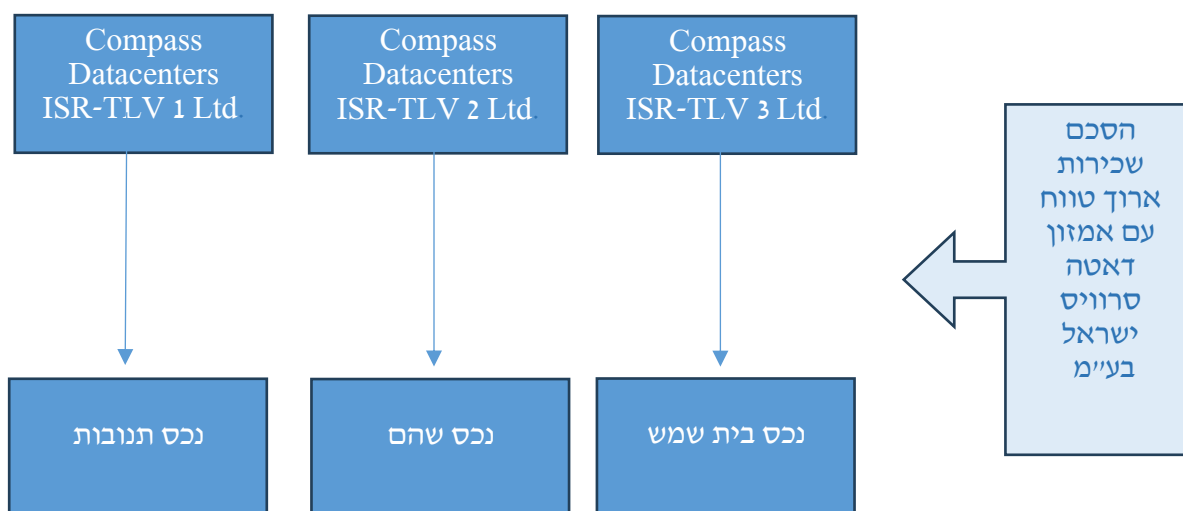 Compass
Datacenters
ISR-TLV 1 Ltd.
Compass
Datacenters
ISR-TLV 2 Ltd.
Compass
Datacenters
ISR-TLV 3 Ltd.
הסכם
שכירות
ארוך טווח
עם אמזון
דאטה
סרוויס
ישראל
בע״מ
נכס תנובות
נכס שהם
נכס בית שמש